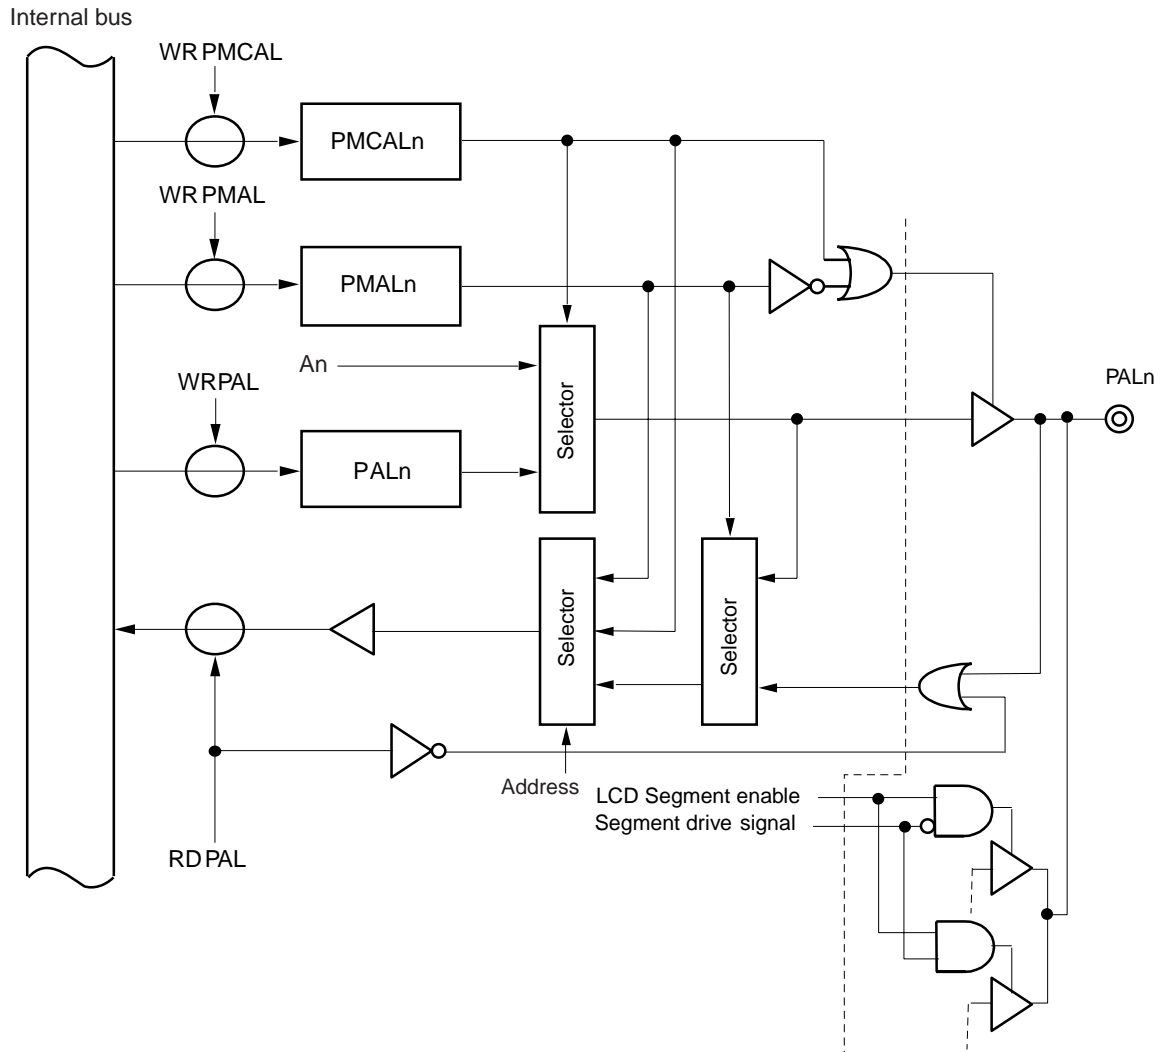 Internal bus
WR PMCAL
PMCALn
WR PMAL
PMALn
An
Selector
WRPAL
PALn
PALn
Selector
Selector
Address
LCD Segment enable
Segment drive signal
RD PAL